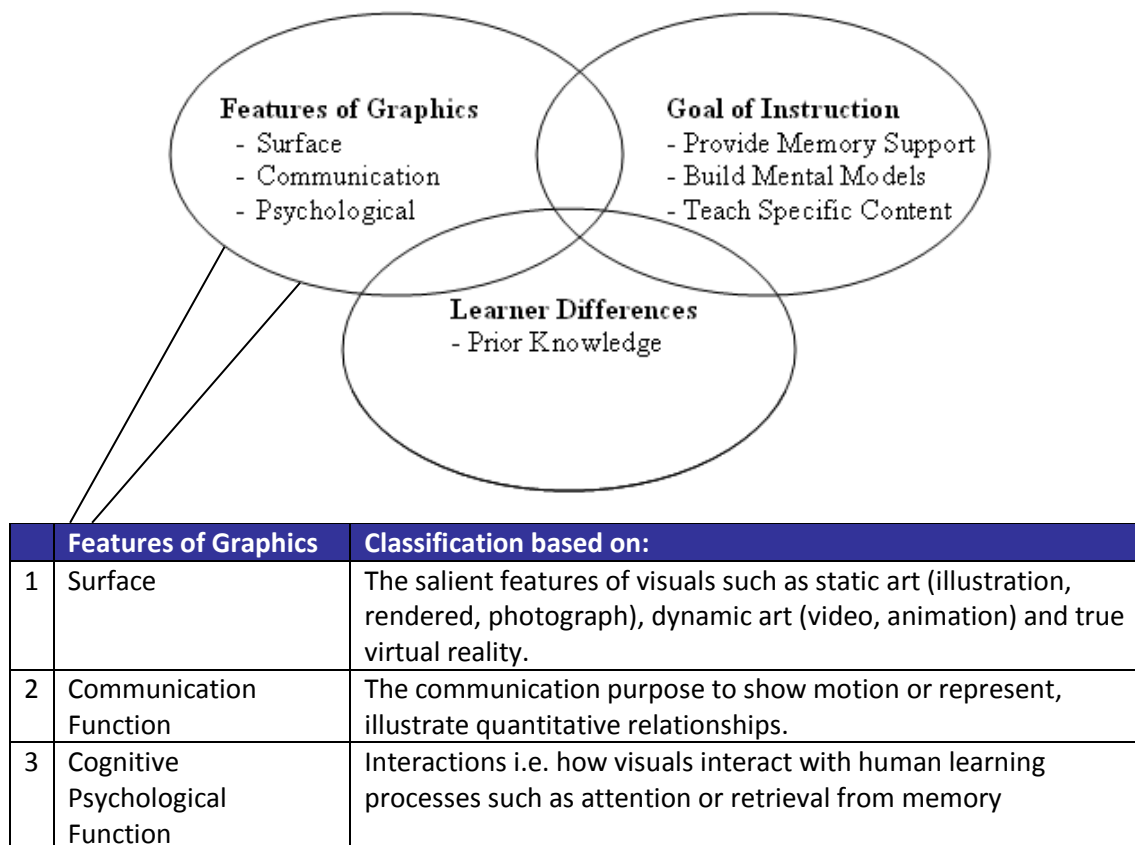 Features of Graphics
- Surface
- Communication
- Psychological
Goal of Instruction
- Provide Memory Support
- Build Mental Models
- Teach Specific Content
Learner Differences
- Prior Knowledge
Features of Graphics Classification based on:
1 Surface The salient features of visuals such as static art (illustration,
rendered, photograph), dynamic art (video, animation) and true
virtual reality.
2 Communication The communication purpose to show motion or represent,
Function illustrate quantitative relationships.
3 Cognitive Interactions i.e. how visuals interact with human learning
Psychological processes such as attention or retrieval from memory
Function